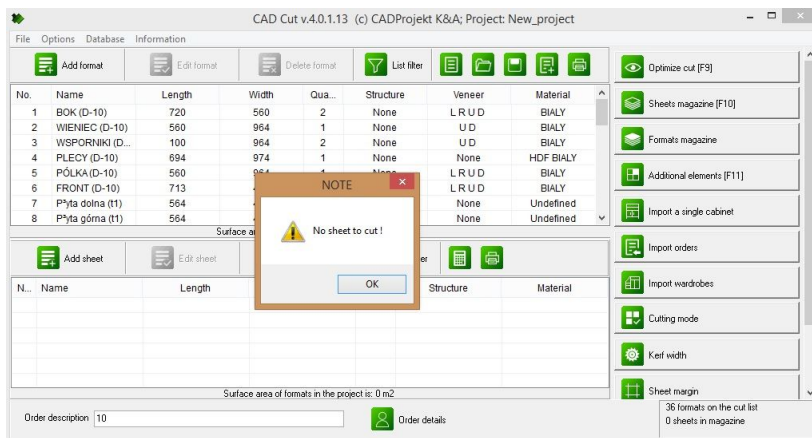 CAD Cut v.4.0.1.13 (c) CADProjekt K&A; Project: New_project
File Options Database Information
Add format Edit format Delete format List filter
No. Name Length Width Qua... Structure Veneer Material
1 BOK (D-10) 720 560 2 None L R U D BIALY
2 WIENIEC (D-10) 560 964 1 None U D BIALY
3 WSPORNIKI (D... 100 964 2 None U D BIALY
4 PLECY (D-10) 694 974 1 None None HDF BIALY
5 PÓLKA (D-10) 560 964 1 None L R U D BIALY
6 FRONT (D-10) 713 L R U D BIALY
7 P³yta dolna (t1) 564 None Undefined
8 P³yta górna (t1) 564 None Undefined
Surface
NOTE
No sheet to cut !
OK
Add sheet Edit sheet
N... Name Length Structure Material
Surface area of formats in the project is: 0 m2
Order description 10 Order details
Optimize cut [F9]
Sheets magazine [F10]
Formats magazine
Additional elements [F11]
Import a single cabinet
Import orders
Import wardrobes
Cutting mode
Kerf width
Sheet margin
36 formats on the cut list
0 sheets in magazine